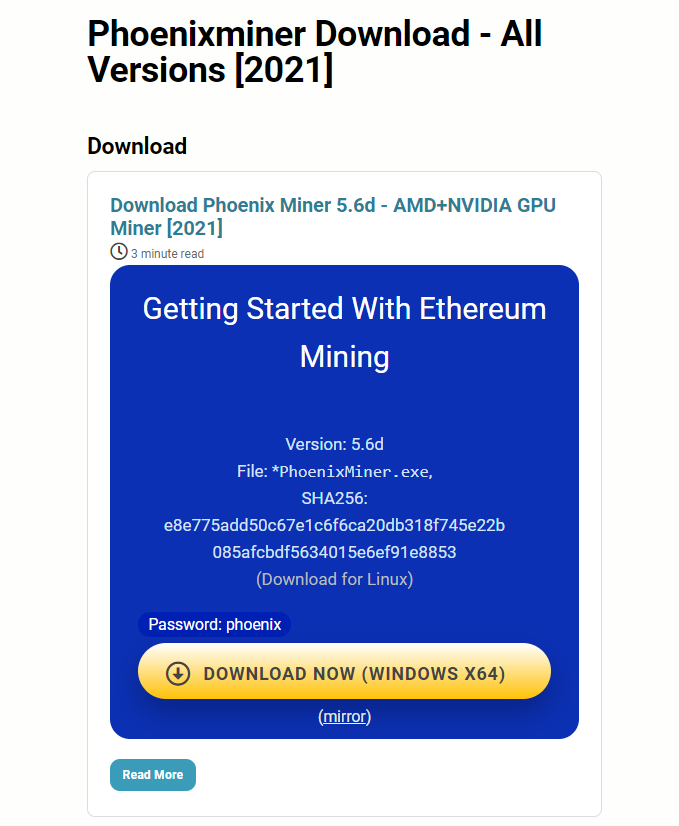 Phoenixminer Download - All
Versions [2021]
Download
Download Phoenix Miner 5.6d - AMD+NVIDIA GPU
Miner [2021]
3 minute read
Getting Started With Ethereum
Mining
Version: 5.6d
File: *PhoenixMiner.exe,
SHA256:
e8e775add50c67e1c6f6ca20db318f745e22b
085afcbdf5634015e6ef91e8853
(Download for Linux)
Password: phoenix
DOWNLOAD NOW (WINDOWS X64)
(mirror)
Read More